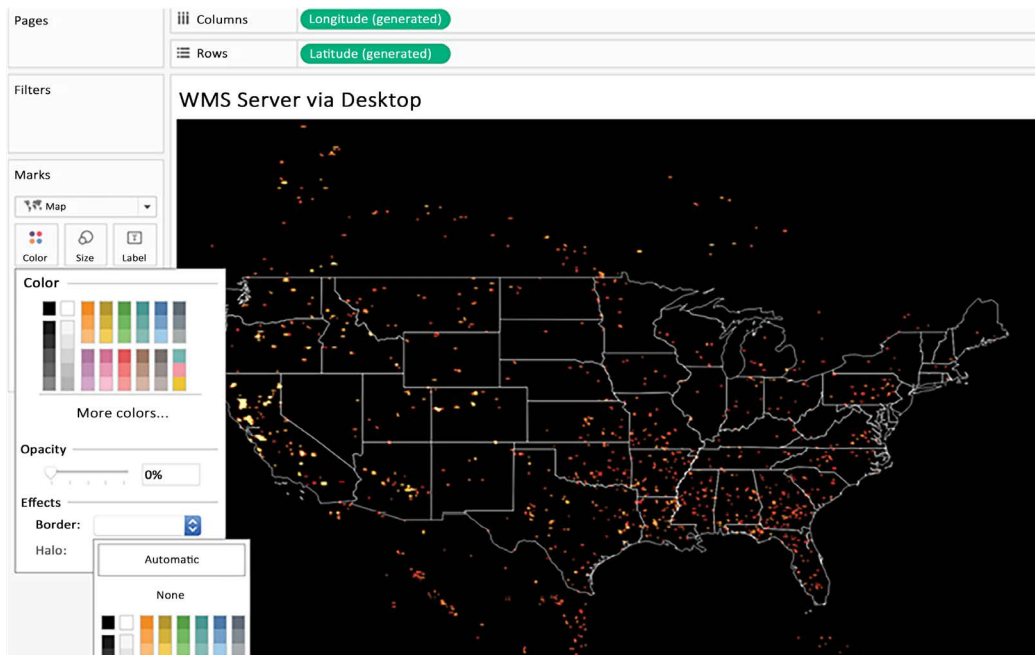 Pages
Columns
Longitude (generated)
Rows
Latitude (generated)
Filters
WMS Server via Desktop
Marks
Map
Color
Size
T
Label
Color
More colors...
Opacity
0%
Effects
Border:
Halo:
Automatic
None